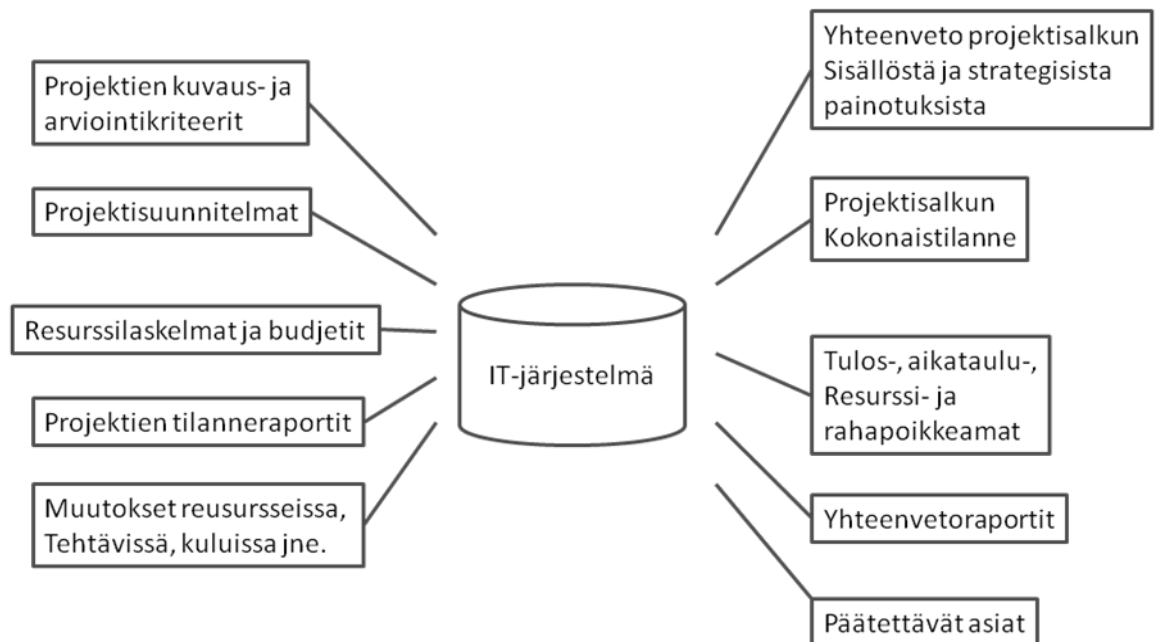 Projektien kuvaus- ja
arviointikriteerit
Projektisuunnitelmat
Resurssilaskelmat ja budjetit
Projektien tilanneraportit
Muutokset reusursseissa,
Tehtävissä, kuluissa jne.
IT-järjestelmä
Yhteenveto projektisalkun
Sisällöstä ja strategisista
painotuksista
Projektisalkun
Kokonaistilanne
Tulos-, aikataulu-,
Resurssi- ja
rahapoikkeamat
Yhteenvetoraportit
Päätettävät asiat